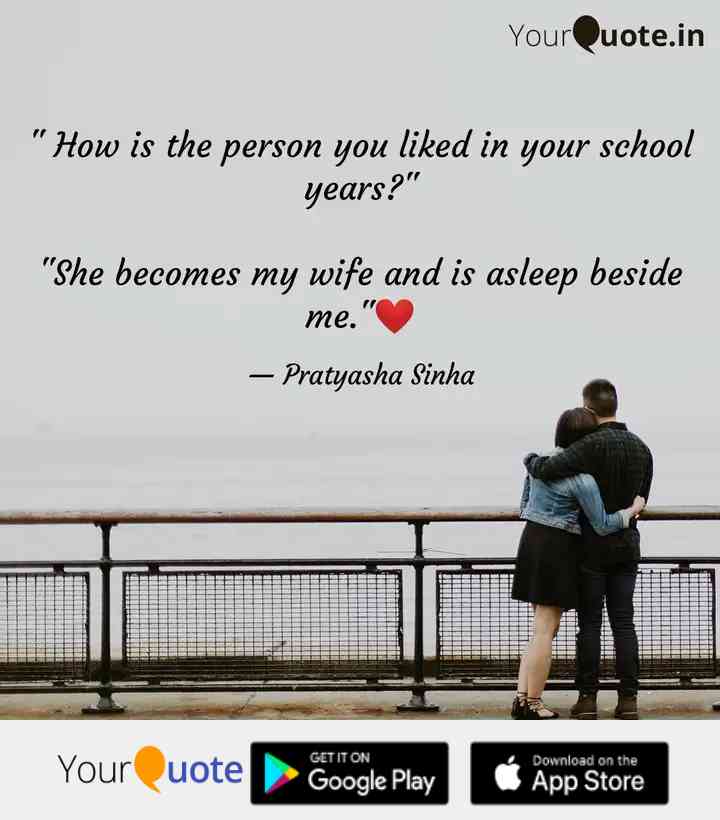 YourQuote.in
" How is the person you liked in your school
years?"
"She becomes my wife and is asleep beside
me."❤️
— Pratyasha Sinha
YourQuote
GET IT ON
Google Play
Download on the
App Store